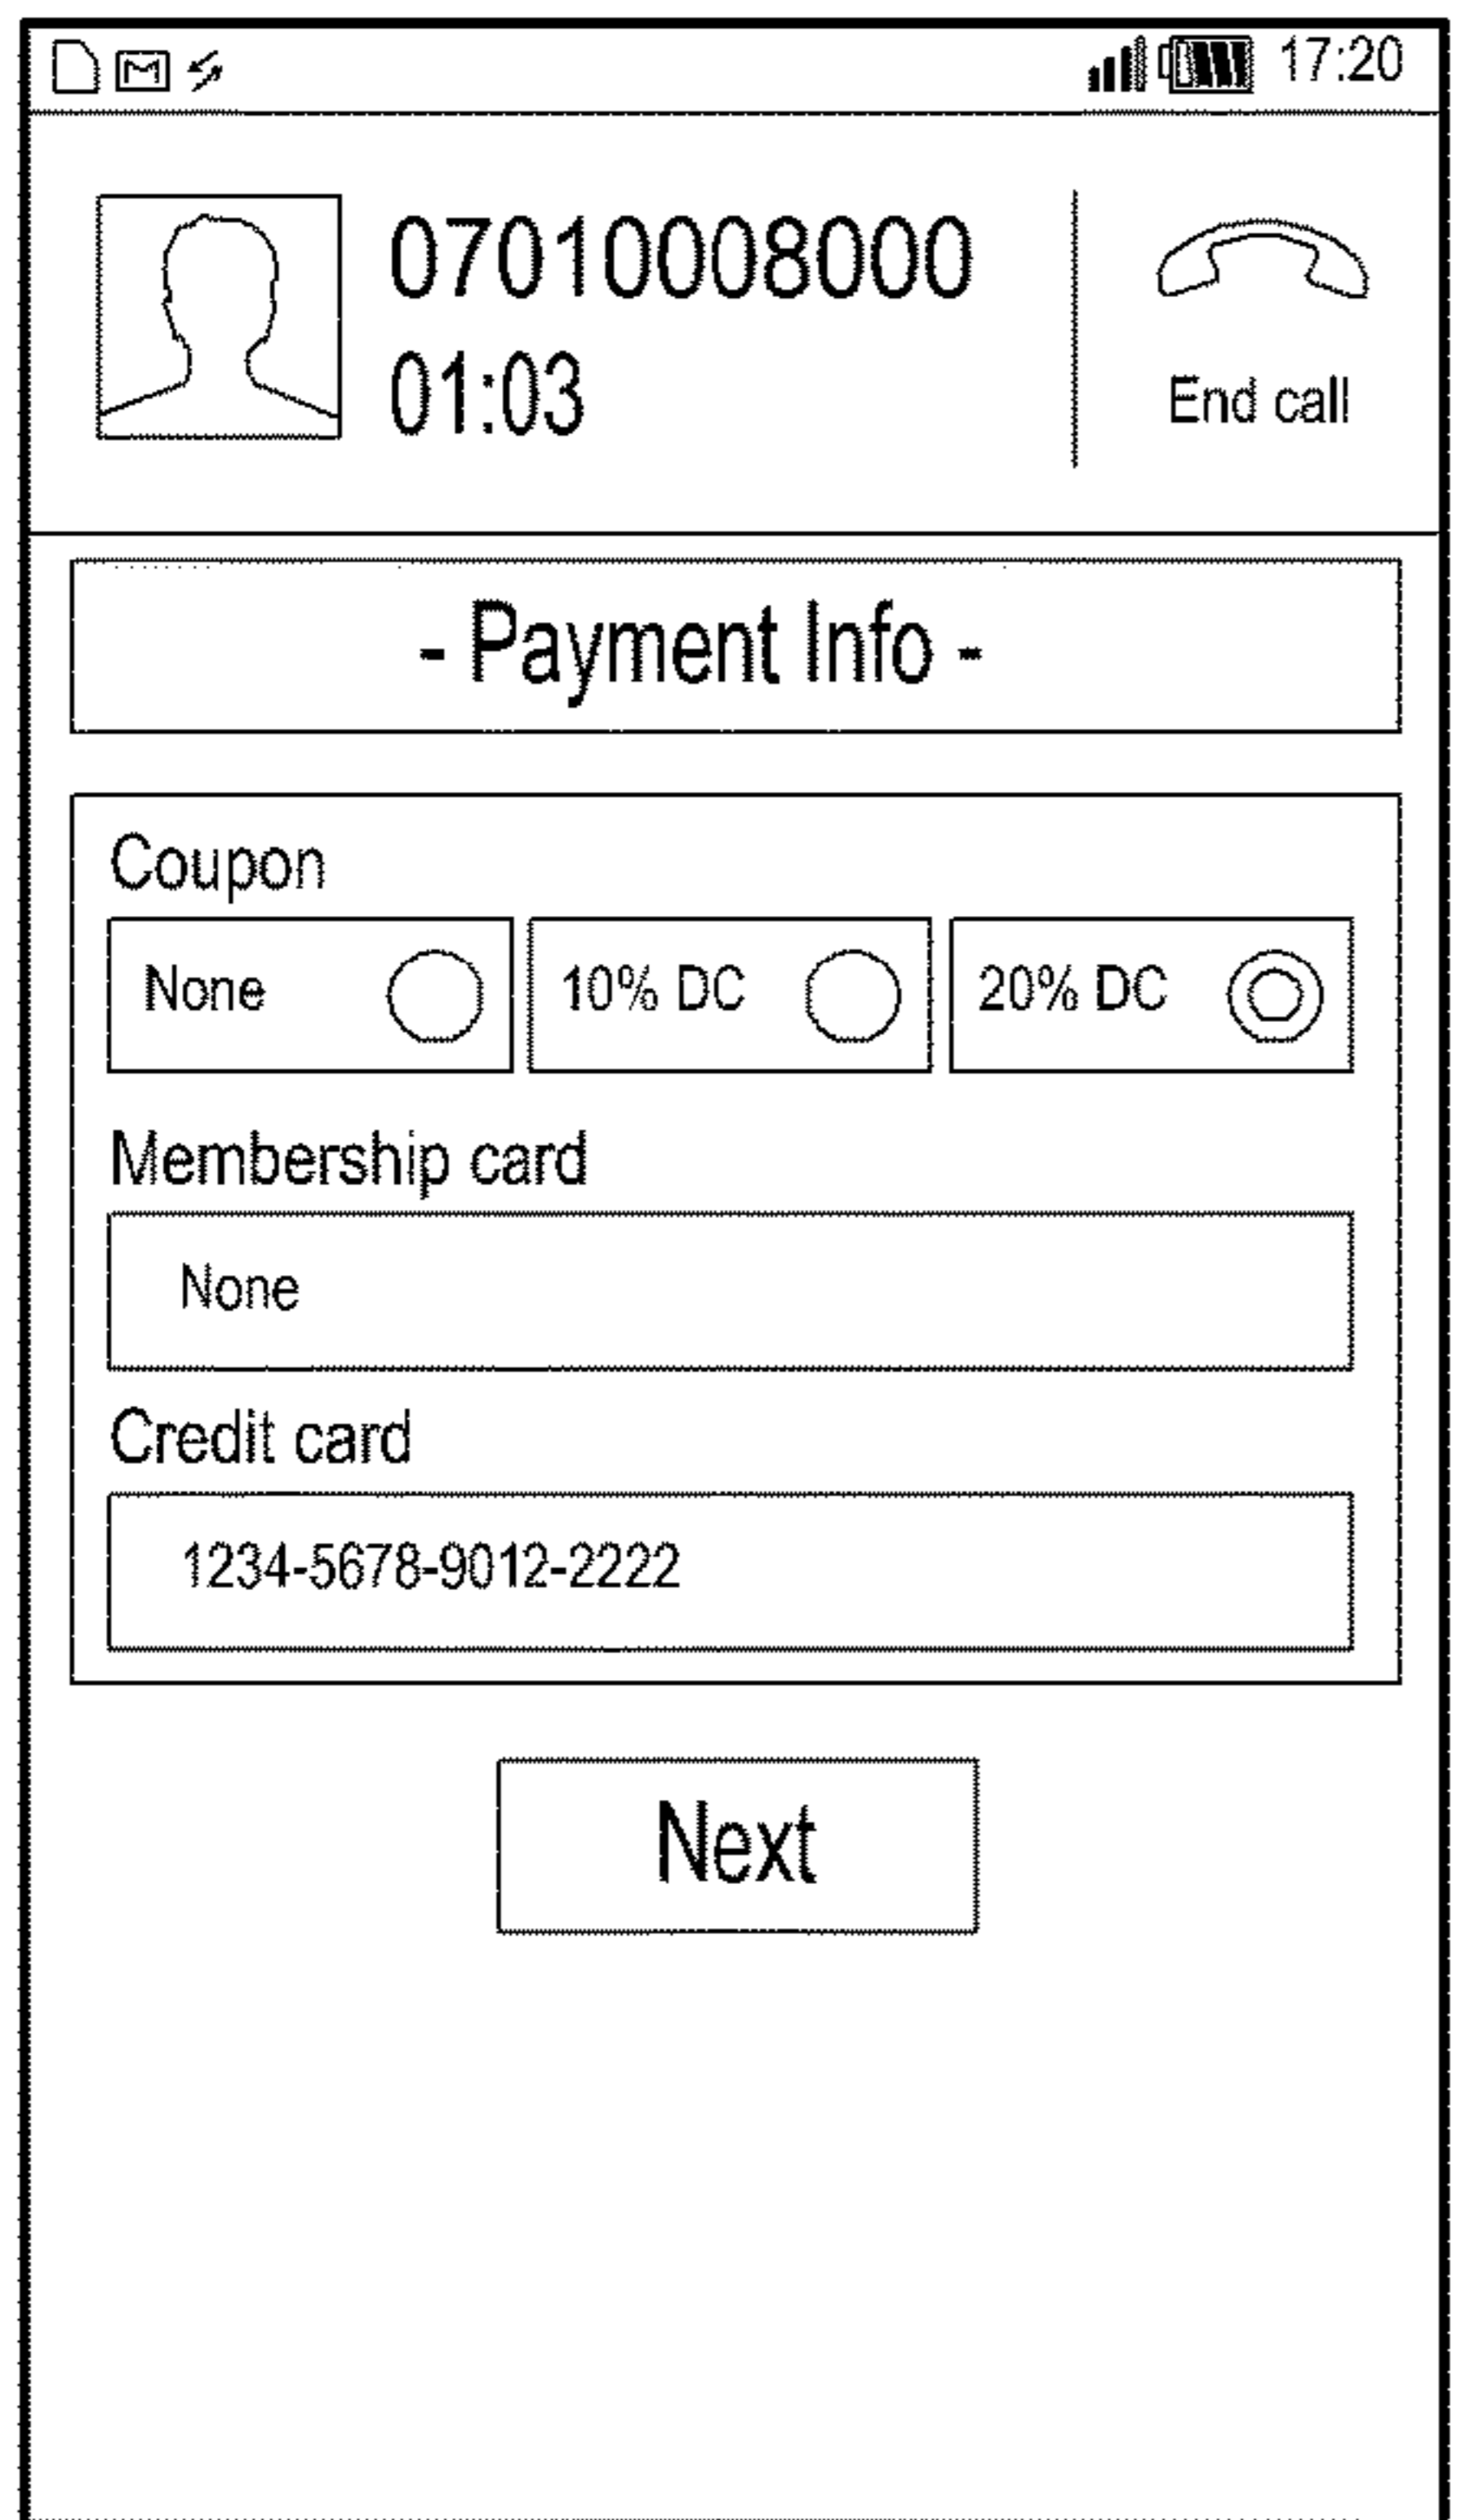 17:20
07010008000
01:03
End call
- Payment Info -
Coupon
None 10% DC 20% DC
Membership card
None
Credit card
1234-5678-9012-2222
Next